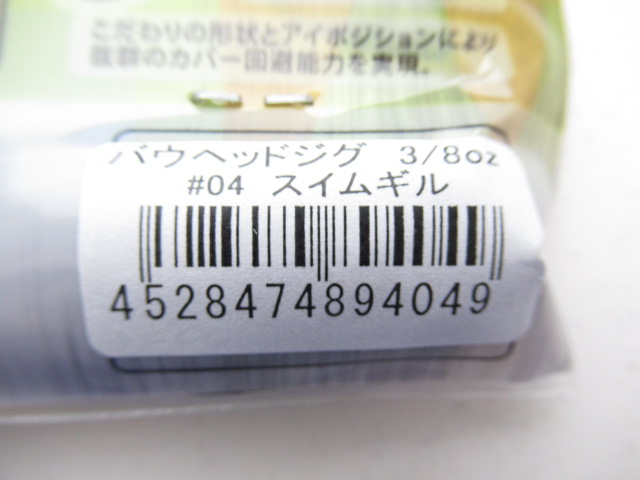 こだわりの形状とアイポジションにより
抜群のカバー回避能力を実現。
バウヘッドジグ 3/8oz
#04 スイムギル
4528474894049